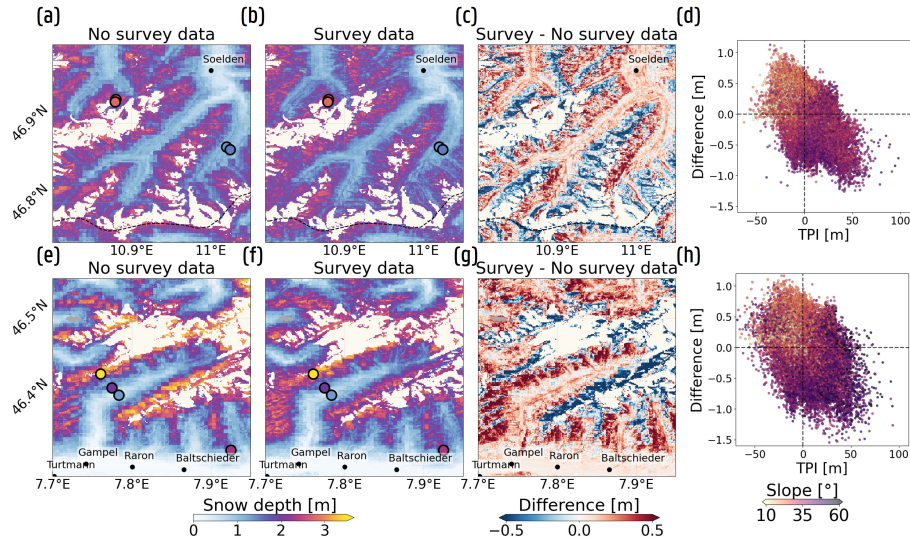 (a) (b) (c) (d)
No survey data Survey data Survey - No survey data
Soelden Soelden Soelden
46.9°N
46.8°N
10.9°E 11°E 10.9°E 11°E 10.9°E 11°E
Difference [m]
1.0
0.5
0.0
−0.5
−1.0
−1.5
−50 0 50 100
TPI [m]
(e) (f) (g) (h)
No survey data Survey data Survey - No survey data
46.5°N
46.4°N
Gampel Raron Baltschieder Turtmann
Gampel Raron Baltschieder Turtmann
Gampel Raron Baltschieder Turtmann
7.7°E 7.8°E 7.9°E 7.7°E 7.8°E 7.9°E 7.7°E 7.8°E 7.9°E
Difference [m]
1.0
0.5
0.0
−0.5
−1.0
−1.5
−50 0 50 100
TPI [m]
Snow depth [m]
0 1 2 3
Difference [m]
−0.5 0.0 0.5
Slope [°]
10 35 60